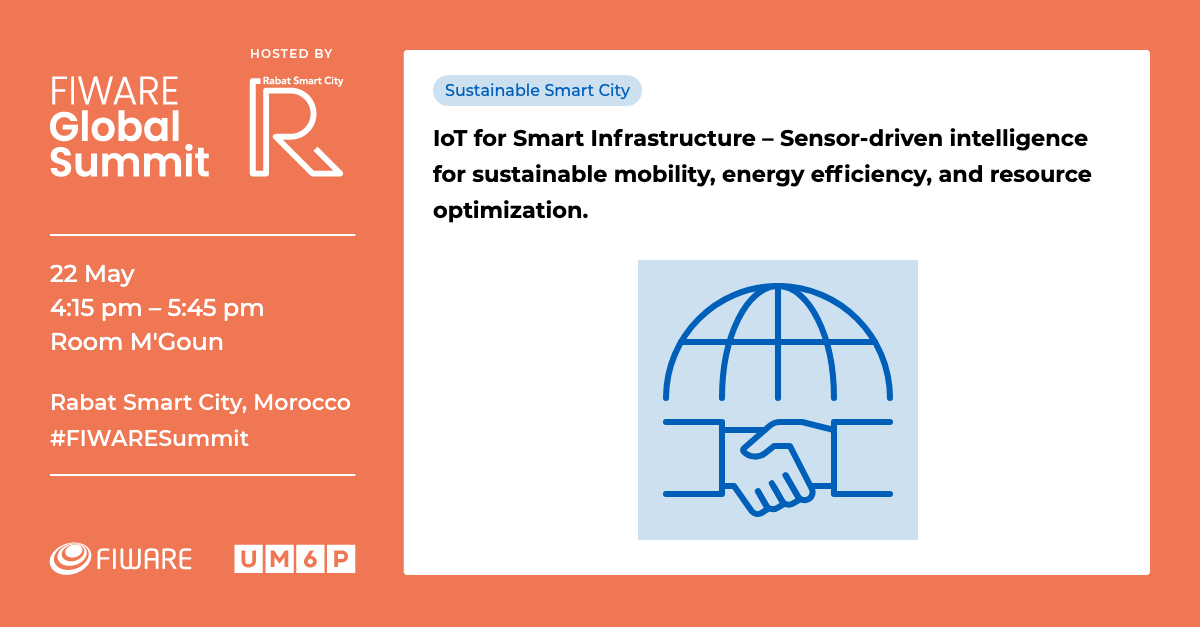 FIWARE
Global
Summit
HOSTED BY
Rabat Smart City
R
22 May
4:15 pm – 5:45 pm
Room M'Goun
Rabat Smart City, Morocco
#FIWARESummit
FIWARE
UM6P
Sustainable Smart City
IoT for Smart Infrastructure – Sensor-driven intelligence
for sustainable mobility, energy efficiency, and resource
optimization.